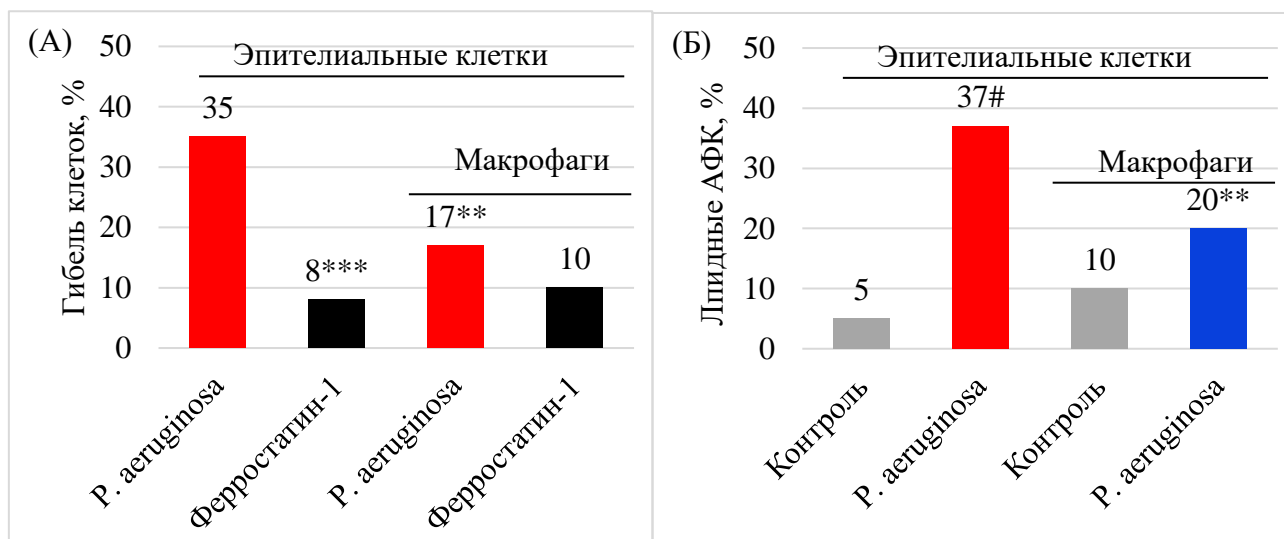 (А)
Эпителиальные клетки
Макрофаги
Гибель клеток, %
50
40
30
20
10
0
35
8***
17**
10
P. aeruginosa
Ферростатин-1
P. aeruginosa
Ферростатин-1
(Б)
Эпителиальные клетки
Макрофаги
Лпидные АФК, %
50
40
30
20
10
0
5
37#
10
20**
Контроль
P. aeruginosa
Контроль
P. aeruginosa